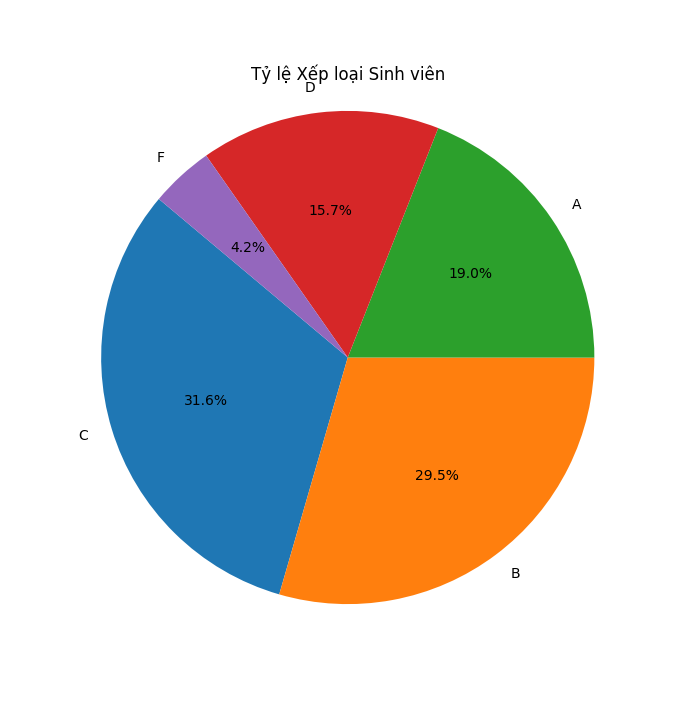 Tỷ lệ Xếp loại Sinh viên
D
F
A
15.7%
4.2%
19.0%
31.6%
C
29.5%
B